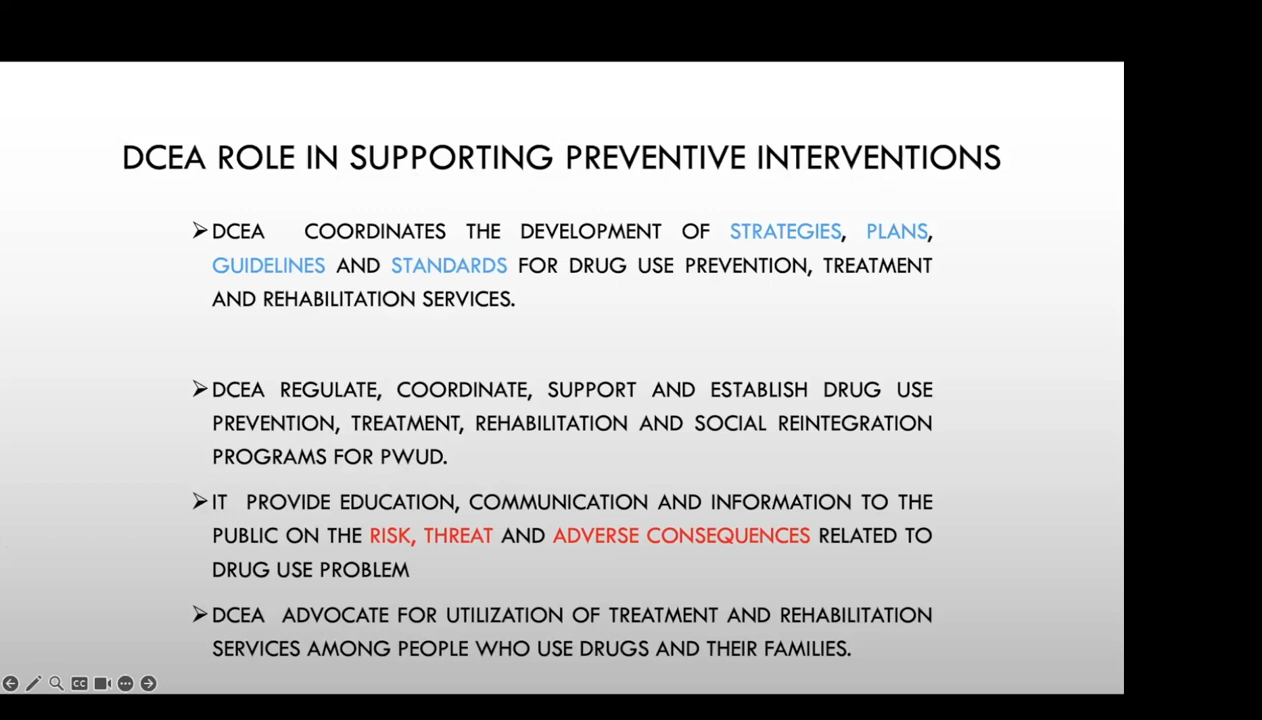 DCEA ROLE IN SUPPORTING PREVENTIVE INTERVENTIONS
➢DCEA COORDINATES THE DEVELOPMENT OF STRATEGIES, PLANS,
GUIDELINES AND STANDARDS FOR DRUG USE PREVENTION, TREATMENT
AND REHABILITATION SERVICES.
➢DCEA REGULATE, COORDINATE, SUPPORT AND ESTABLISH DRUG USE
PREVENTION, TREATMENT, REHABILITATION AND SOCIAL REINTEGRATION
PROGRAMS FOR PWUD.
➢IT PROVIDE EDUCATION, COMMUNICATION AND INFORMATION TO THE
PUBLIC ON THE RISK, THREAT AND ADVERSE CONSEQUENCES RELATED TO
DRUG USE PROBLEM
➢DCEA ADVOCATE FOR UTILIZATION OF TREATMENT AND REHABILITATION
SERVICES AMONG PEOPLE WHO USE DRUGS AND THEIR FAMILIES.
CC